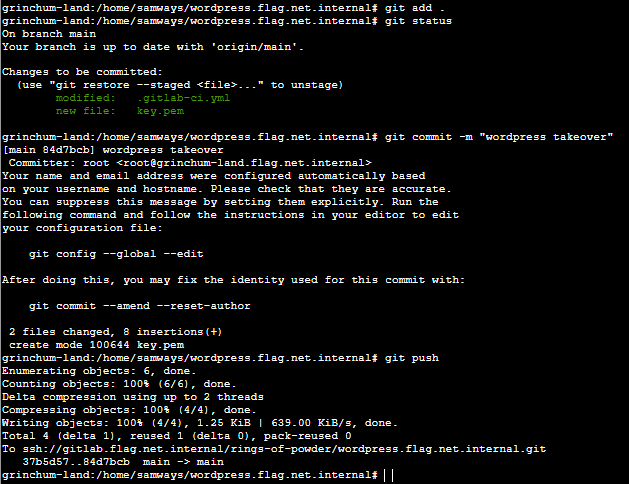 grinchum-land:/home/samways/wordpress.flag.net.internal# git add .
grinchum-land:/home/samways/wordpress.flag.net.internal# git status
On branch main
Your branch is up to date with 'origin/main'.
Changes to be committed:
  (use "git restore --staged <file>..." to unstage)
        modified:   .gitlab-ci.yml
        new file:   key.pem
grinchum-land:/home/samways/wordpress.flag.net.internal# git commit -m "wordpress takeover"
[main 84d7bcb] wordpress takeover
 Committer: root <root@grinchum-land.flag.net.internal>
Your name and email address were configured automatically based
on your username and hostname. Please check that they are accurate.
You can suppress this message by setting them explicitly. Run the
following command and follow the instructions in your editor to edit
your configuration file:
    git config --global --edit
After doing this, you may fix the identity used for this commit with:
    git commit --amend --reset-author
 2 files changed, 8 insertions(+)
 create mode 100644 key.pem
grinchum-land:/home/samways/wordpress.flag.net.internal# git push
Enumerating objects: 6, done.
Counting objects: 100% (6/6), done.
Delta compression using up to 2 threads
Compressing objects: 100% (4/4), done.
Writing objects: 100% (4/4), 1.25 KiB | 639.00 KiB/s, done.
Total 4 (delta 1), reused 1 (delta 0), pack-reused 0
To ssh://gitlab.flag.net.internal/rings-of-powder/wordpress.flag.net.internal.git
   37b5d57..84d7bcb  main -> main
grinchum-land:/home/samways/wordpress.flag.net.internal#